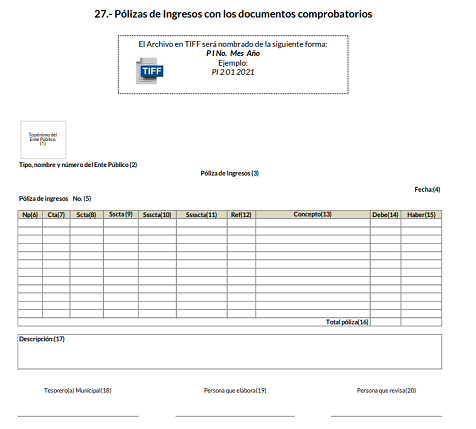 27.- Pólizas de Ingresos con los documentos comprobatorios
El Archivo en TIFF será nombrado de la siguiente forma:
P I No. Mes Año
Ejemplo:
PI 2 01 2021
TIFF
Topónimo del
Ente Público
(1)
Tipo, nombre y número del Ente Público (2)
Póliza de Ingresos (3)
Fecha:(4)
Póliza de ingresos No. (5)
Np(6) Cta(7) Scta(8) Sscta (9) Ssscta(10) Sssscta(11) Ref(12) Concepto(13) Debe(14) Haber(15)
Total póliza(16)
Descripción:(17)
Tesorero(a) Municipal(18) Persona que elabora(19) Persona que revisa(20)